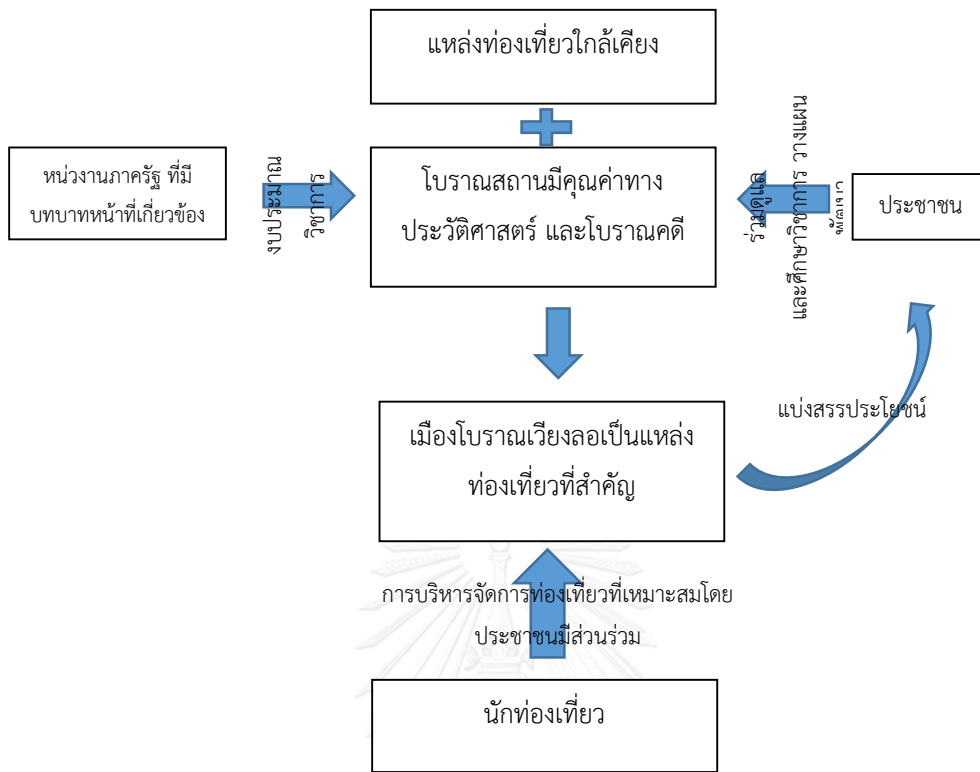 แหล่งท่องเที่ยวใกล้เคียง
หน่วงานภาครัฐ ที่มี
บทบาทหน้าที่เกี่ยวข้อง
งบประมาณ
วิชาการ
โบราณสถานมีคุณค่าทาง
ประวัติศาสตร์ และโบราณคดี
ร่วมดูแล
และศึกษาวิชาการ วางแผน
ประชาชน
แบ่งสรรประโยชน์
เมืองโบราณเวียงลอเป็นแหล่ง
ท่องเที่ยวที่สำคัญ
การบริหารจัดการท่องเที่ยวที่เหมาะสมโดย
ประชาชนมีส่วนร่วม
นักท่องเที่ยว